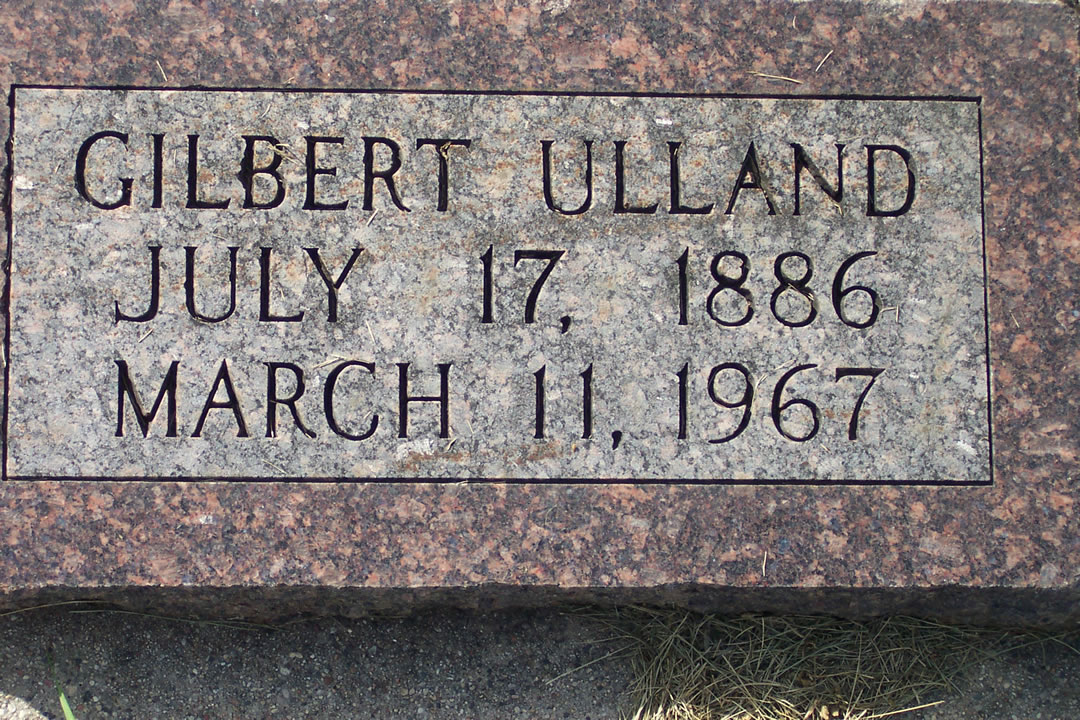 GILBERT ULLAND
JULY 17, 1886
MARCH 11, 1967